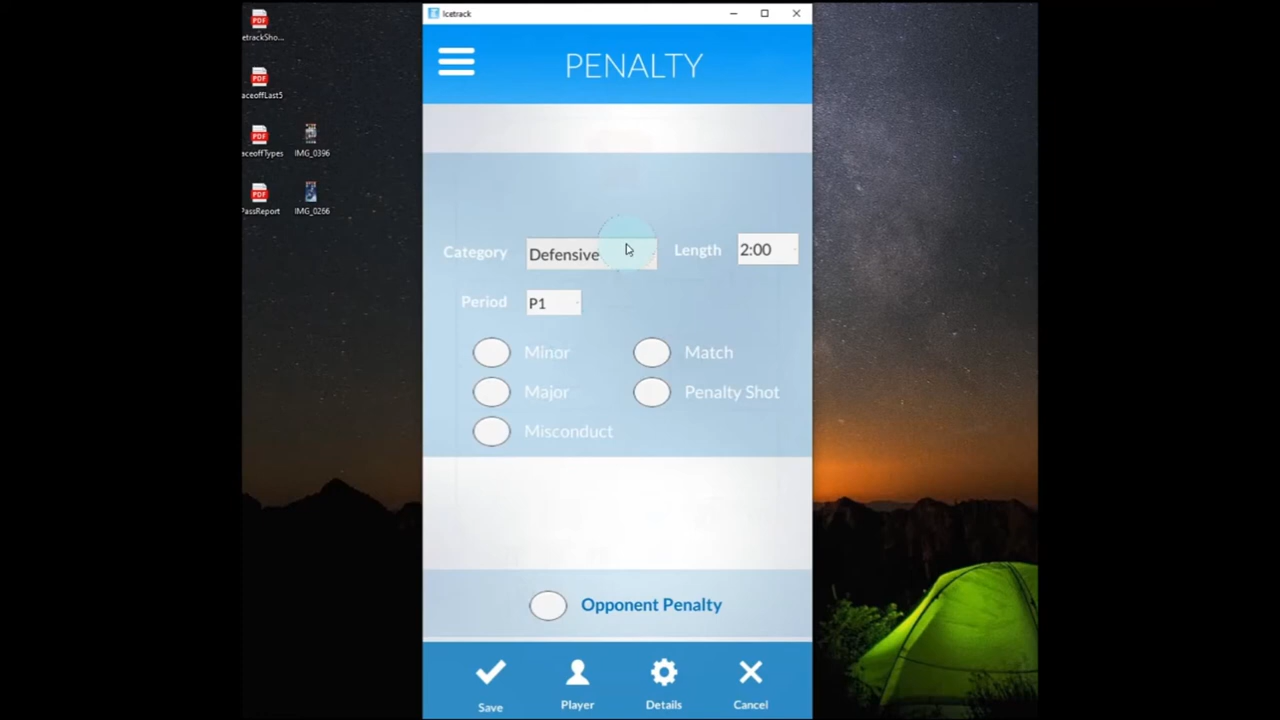 Icetrack
PENALTY
etrackSho...
aceoffLast5
aceoffTypes
IMG_0396
PassReport
IMG_0266
Category
Defensive
Length
2:00
Period
P1
Minor
Match
Major
Penalty Shot
Misconduct
Opponent Penalty
Save
Player
Details
Cancel